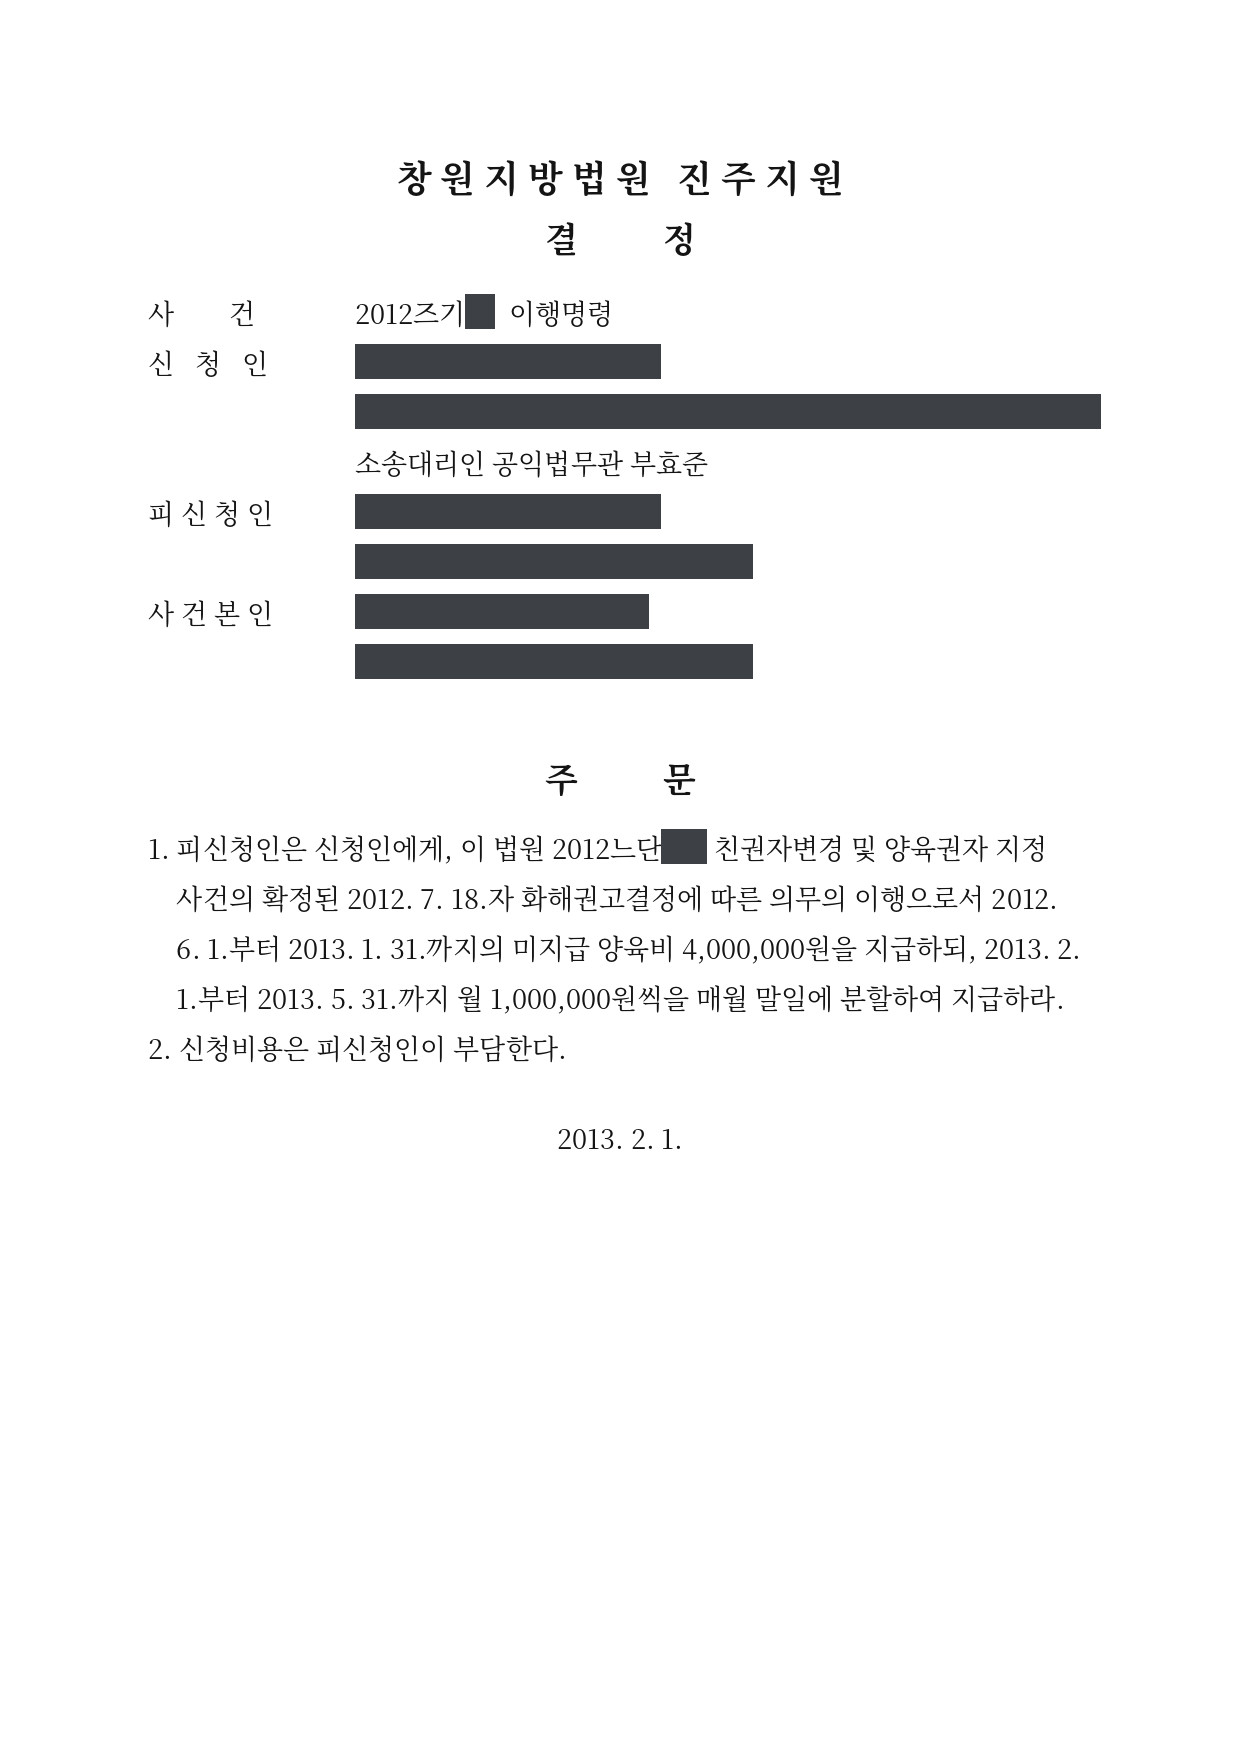 창원지방법원 진주지원
결 정
사 건 2012즈기 이행명령
신 청 인
소송대리인 공익법무관 부효준
피 신 청 인
사 건 본 인
주 문
1. 피신청인은 신청인에게, 이 법원 2012느단 친권자변경 및 양육권자 지정
사건의 확정된 2012. 7. 18.자 화해권고결정에 따른 의무의 이행으로서 2012.
6. 1.부터 2013. 1. 31.까지의 미지급 양육비 4,000,000원을 지급하되, 2013. 2.
1.부터 2013. 5. 31.까지 월 1,000,000원씩을 매월 말일에 분할하여 지급하라.
2. 신청비용은 피신청인이 부담한다.
2013. 2. 1.